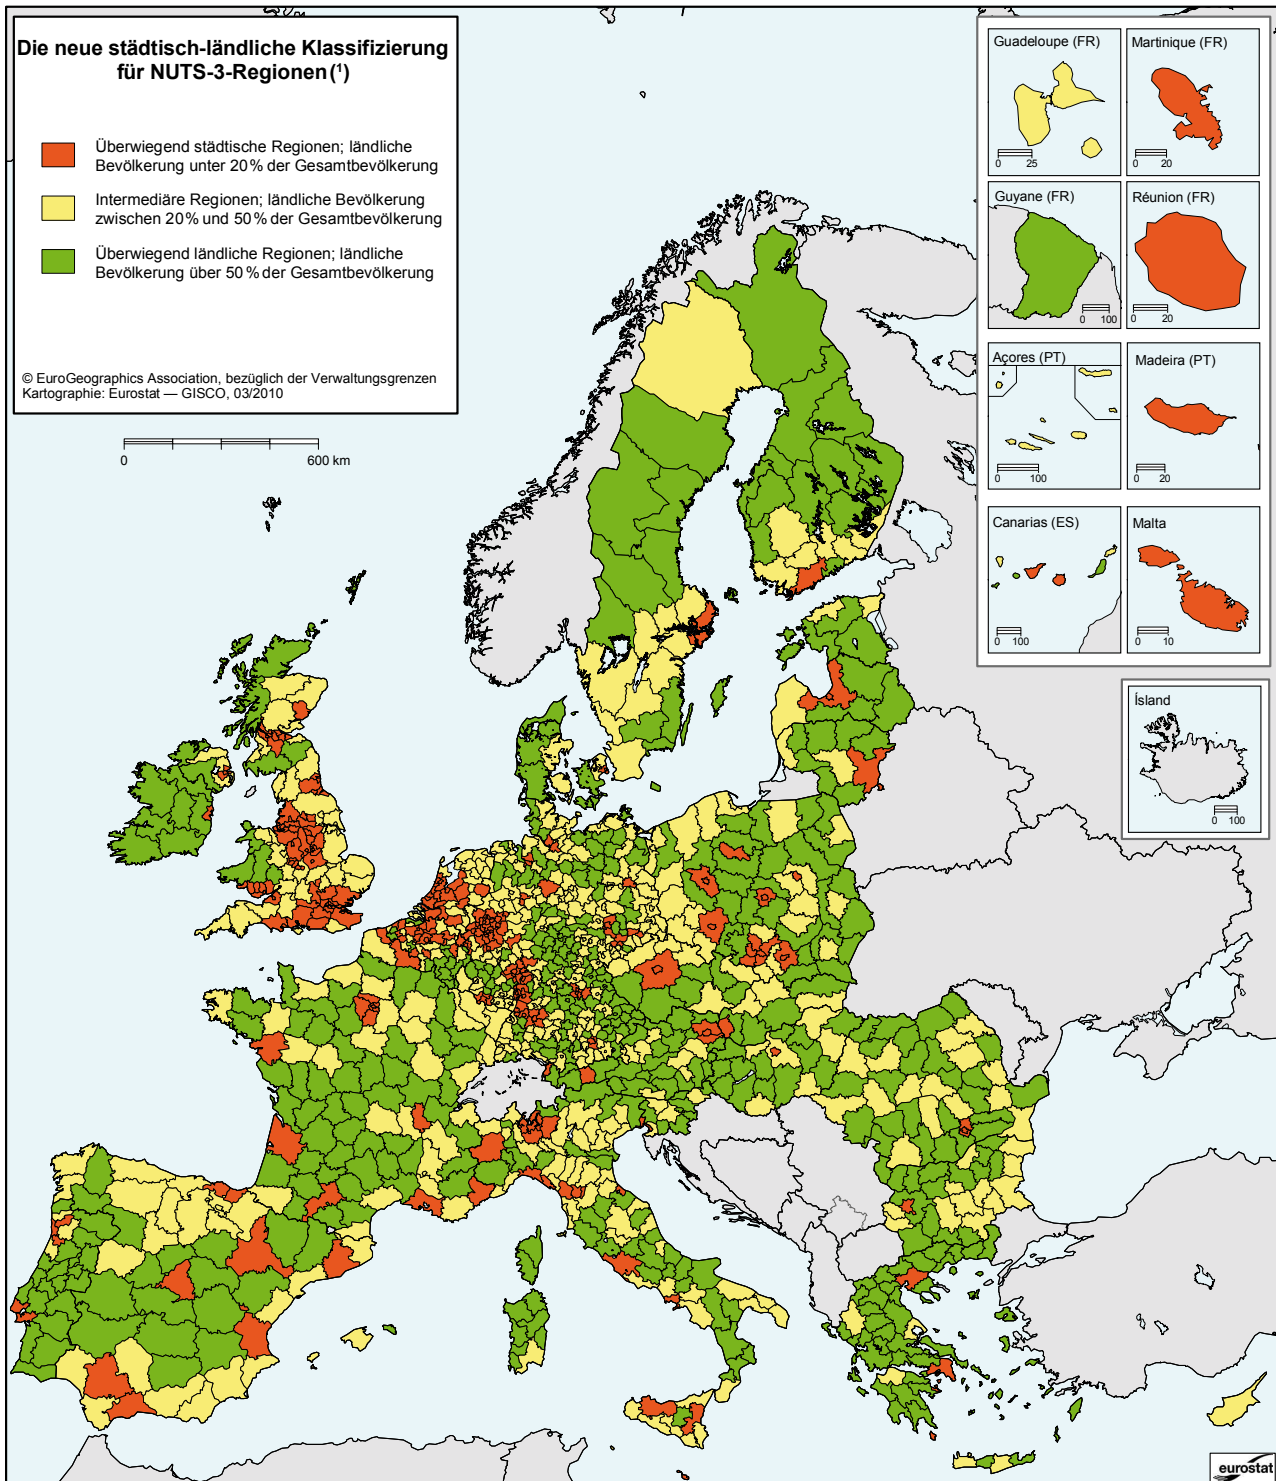 Die neue städtisch-ländliche Klassifizierung
für NUTS-3-Regionen(¹)
Überwiegend städtische Regionen; ländliche
Bevölkerung unter 20% der Gesamtbevölkerung
Intermediäre Regionen; ländliche Bevölkerung
zwischen 20% und 50% der Gesamtbevölkerung
Überwiegend ländliche Regionen; ländliche
Bevölkerung über 50% der Gesamtbevölkerung
© EuroGeographics Association, bezüglich der Verwaltungsgrenzen
Kartographie: Eurostat — GISCO, 03/2010
0 600 km
Guadeloupe (FR)
0 25
Martinique (FR)
0 20
Guyane (FR)
0 100
Réunion (FR)
0 20
Açores (PT)
0 100
Madeira (PT)
0 20
Canarias (ES)
0 100
Malta
0 10
Ísland
0 100
eurostat